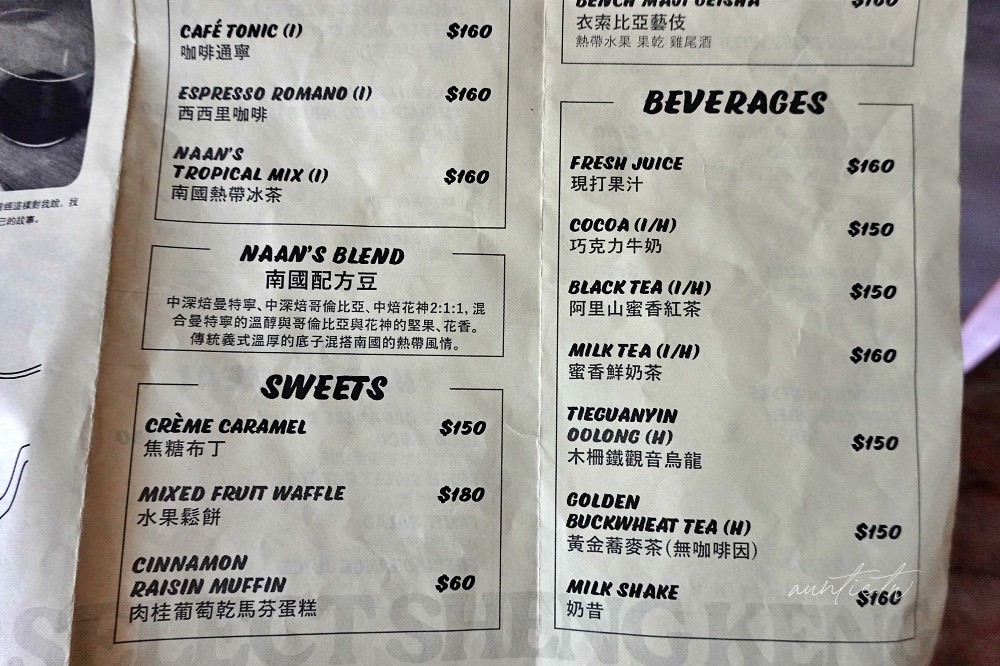 CAFÉ TONIC (I) $160
咖啡通寧
ESPRESSO ROMANO (I) $160
西西里咖啡
NAAN'S
TROPICAL MIX (I) $160
南國熱帶冰茶
NAAN'S BLEND
南國配方豆
中深焙曼特寧、中深焙哥倫比亞、中焙花神2:1:1, 混
合曼特寧的溫醇與哥倫比亞與花神的堅果、花香。
傳統義式溫厚的底子混搭南國的熱帶風情。
SWEETS
CRÈME CARAMEL $150
焦糖布丁
MIXED FRUIT WAFFLE $180
水果鬆餅
CINNAMON
RAISIN MUFFIN $60
肉桂葡萄乾馬芬蛋糕
BENCH MAJI GEISHA $160
衣索比亞藝伎
熱帶水果 果乾 雞尾酒
BEVERAGES
FRESH JUICE $160
現打果汁
COCOA (I/H) $150
巧克力牛奶
BLACK TEA (I/H) $150
阿里山蜜香紅茶
MILK TEA (I/H) $160
蜜香鮮奶茶
TIEGUANYIN
OOLONG (H) $150
木柵鐵觀音烏龍
GOLDEN
BUCKWHEAT TEA (H) $150
黃金蕎麥茶(無咖啡因)
MILK SHAKE $160
奶昔
auntietw
SELECT SHENG KENG